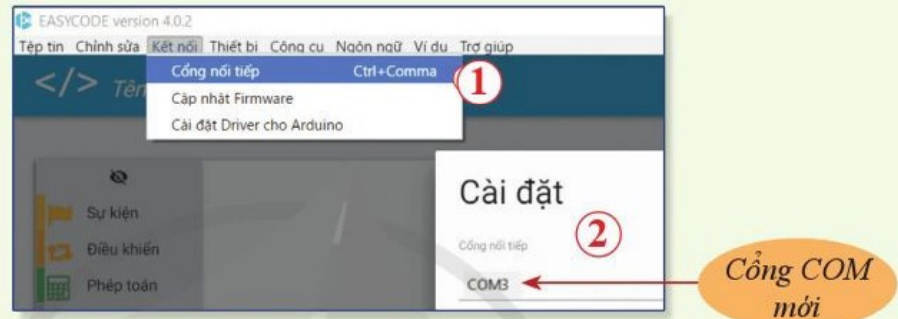 EASYCODE version 4.0.2
Tệp tin Chỉnh sửa Kết nối Thiết bị Công cụ Ngôn ngữ Ví dụ Trợ giúp
Cổng nối tiếp Ctrl+Comma
1
</> Tên
Cập nhật Firmware
Cài đặt Driver cho Arduino
Cài đặt
Sự kiện
Cổng nối tiếp
2
Điều khiển
Phép toán
COM3
Cổng COM
mới